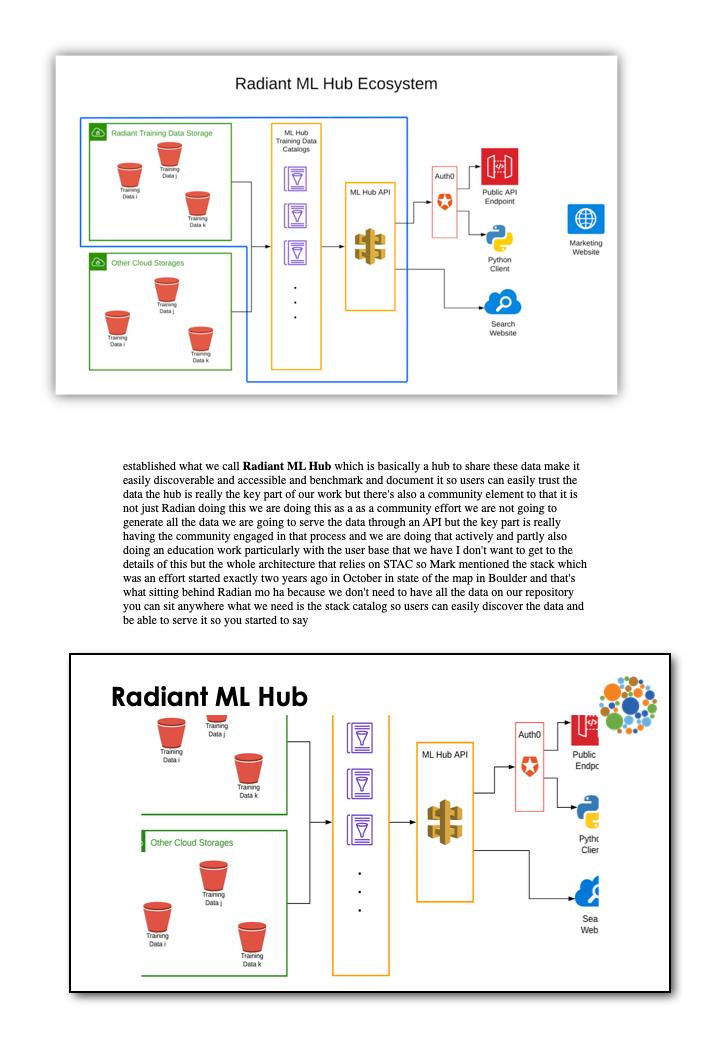 Radiant ML Hub Ecosystem
Radiant Training Data Storage
Training
Data j
Training
Data i
Training
Data k
Other Cloud Storages
Training
Data j
Training
Data i
Training
Data k
ML Hub
Training Data
Catalogs
ML Hub API
Auth0
Public API
Endpoint
Python
Client
Search
Website
Marketing
Website
established what we call Radiant ML Hub which is basically a hub to share these data make it
easily discoverable and accessible and benchmark and document it so users can easily trust the
data the hub is really the key part of our work but there's also a community element to that it is
not just Radian doing this we are doing this as a as a community effort we are not going to
generate all the data we are going to serve the data through an API but the key part is really
having the community engaged in that process and we are doing that actively and partly also
doing an education work particularly with the user base that we have I don't want to get to the
details of this but the whole architecture that relies on STAC so Mark mentioned the stack which
was an effort started exactly two years ago in October in state of the map in Boulder and that's
what sitting behind Radian mo ha because we don't need to have all the data on our repository
you can sit anywhere what we need is the stack catalog so users can easily discover the data and
be able to serve it so you started to say
Radiant ML Hub
Training
Data j
Training
Data i
Training
Data k
Other Cloud Storages
Training
Data j
Training
Data i
Training
Data k
ML Hub API
Auth0
Public
Endpc
Pythc
Clier
Sea
Web